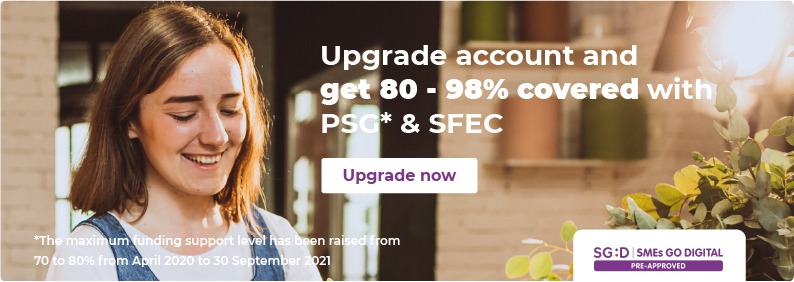 Upgrade account and
get 80 - 98% covered with
PSG* & SFEC
Upgrade now
*The maximum funding support level has been raised from
70 to 80% from April 2020 to 30 September 2021
SG:D | SMEs GO DIGITAL
PRE-APPROVED